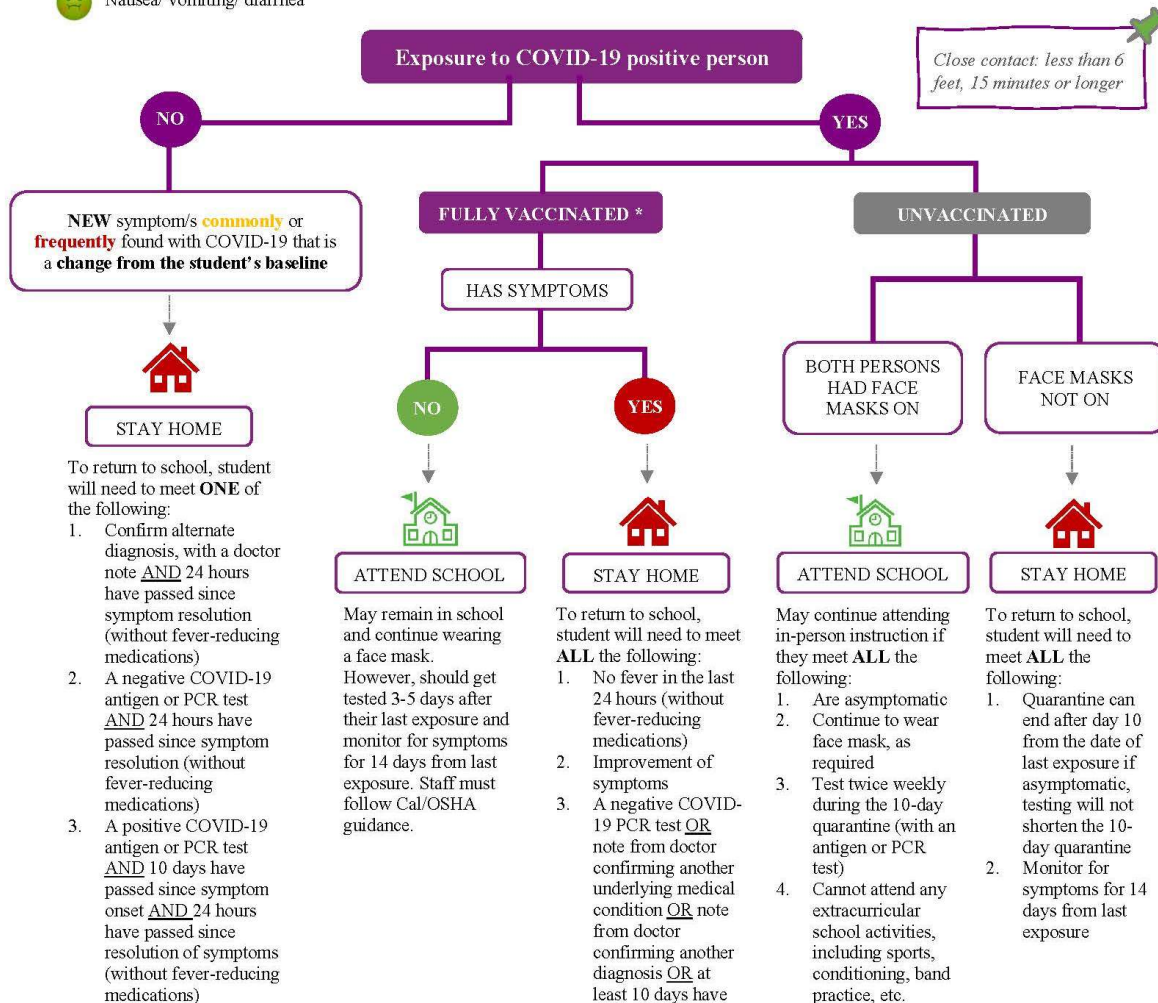 Nausea/ vomiting/ diarrhea
Exposure to COVID-19 positive person
Close contact: less than 6
feet, 15 minutes or longer
NO
YES
NEW symptom/s commonly or
frequently found with COVID-19 that is
a change from the student's baseline
STAY HOME
To return to school, student
will need to meet ONE of
the following:
1. Confirm alternate
diagnosis, with a doctor
note AND 24 hours
have passed since
symptom resolution
(without fever-reducing
medications)
2. A negative COVID-19
antigen or PCR test
AND 24 hours have
passed since symptom
resolution (without
fever-reducing
medications)
3. A positive COVID-19
antigen or PCR test
AND 10 days have
passed since symptom
onset AND 24 hours
have passed since
resolution of symptoms
(without fever-reducing
medications)
FULLY VACCINATED *
HAS SYMPTOMS
NO
ATTEND SCHOOL
May remain in school
and continue wearing
a face mask.
However, should get
tested 3-5 days after
their last exposure and
monitor for symptoms
for 14 days from last
exposure. Staff must
follow Cal/OSHA
guidance.
YES
STAY HOME
To return to school,
student will need to meet
ALL the following:
1. No fever in the last
24 hours (without
fever-reducing
medications)
2. Improvement of
symptoms
3. A negative COVID-
19 PCR test OR
note from doctor
confirming another
underlying medical
condition OR note
from doctor
confirming another
diagnosis OR at
least 10 days have
UNVACCINATED
BOTH PERSONS
HAD FACE
MASKS ON
ATTEND SCHOOL
May continue attending
in-person instruction if
they meet ALL the
following:
1. Are asymptomatic
2. Continue to wear
face mask, as
required
3. Test twice weekly
during the 10-day
quarantine (with an
antigen or PCR
test)
4. Cannot attend any
extracurricular
school activities,
including sports,
conditioning, band
practice, etc.
FACE MASKS
NOT ON
STAY HOME
To return to school,
student will need to
meet ALL the
following:
1. Quarantine can
end after day 10
from the date of
last exposure if
asymptomatic,
testing will not
shorten the 10-
day quarantine
2. Monitor for
symptoms for 14
days from last
exposure